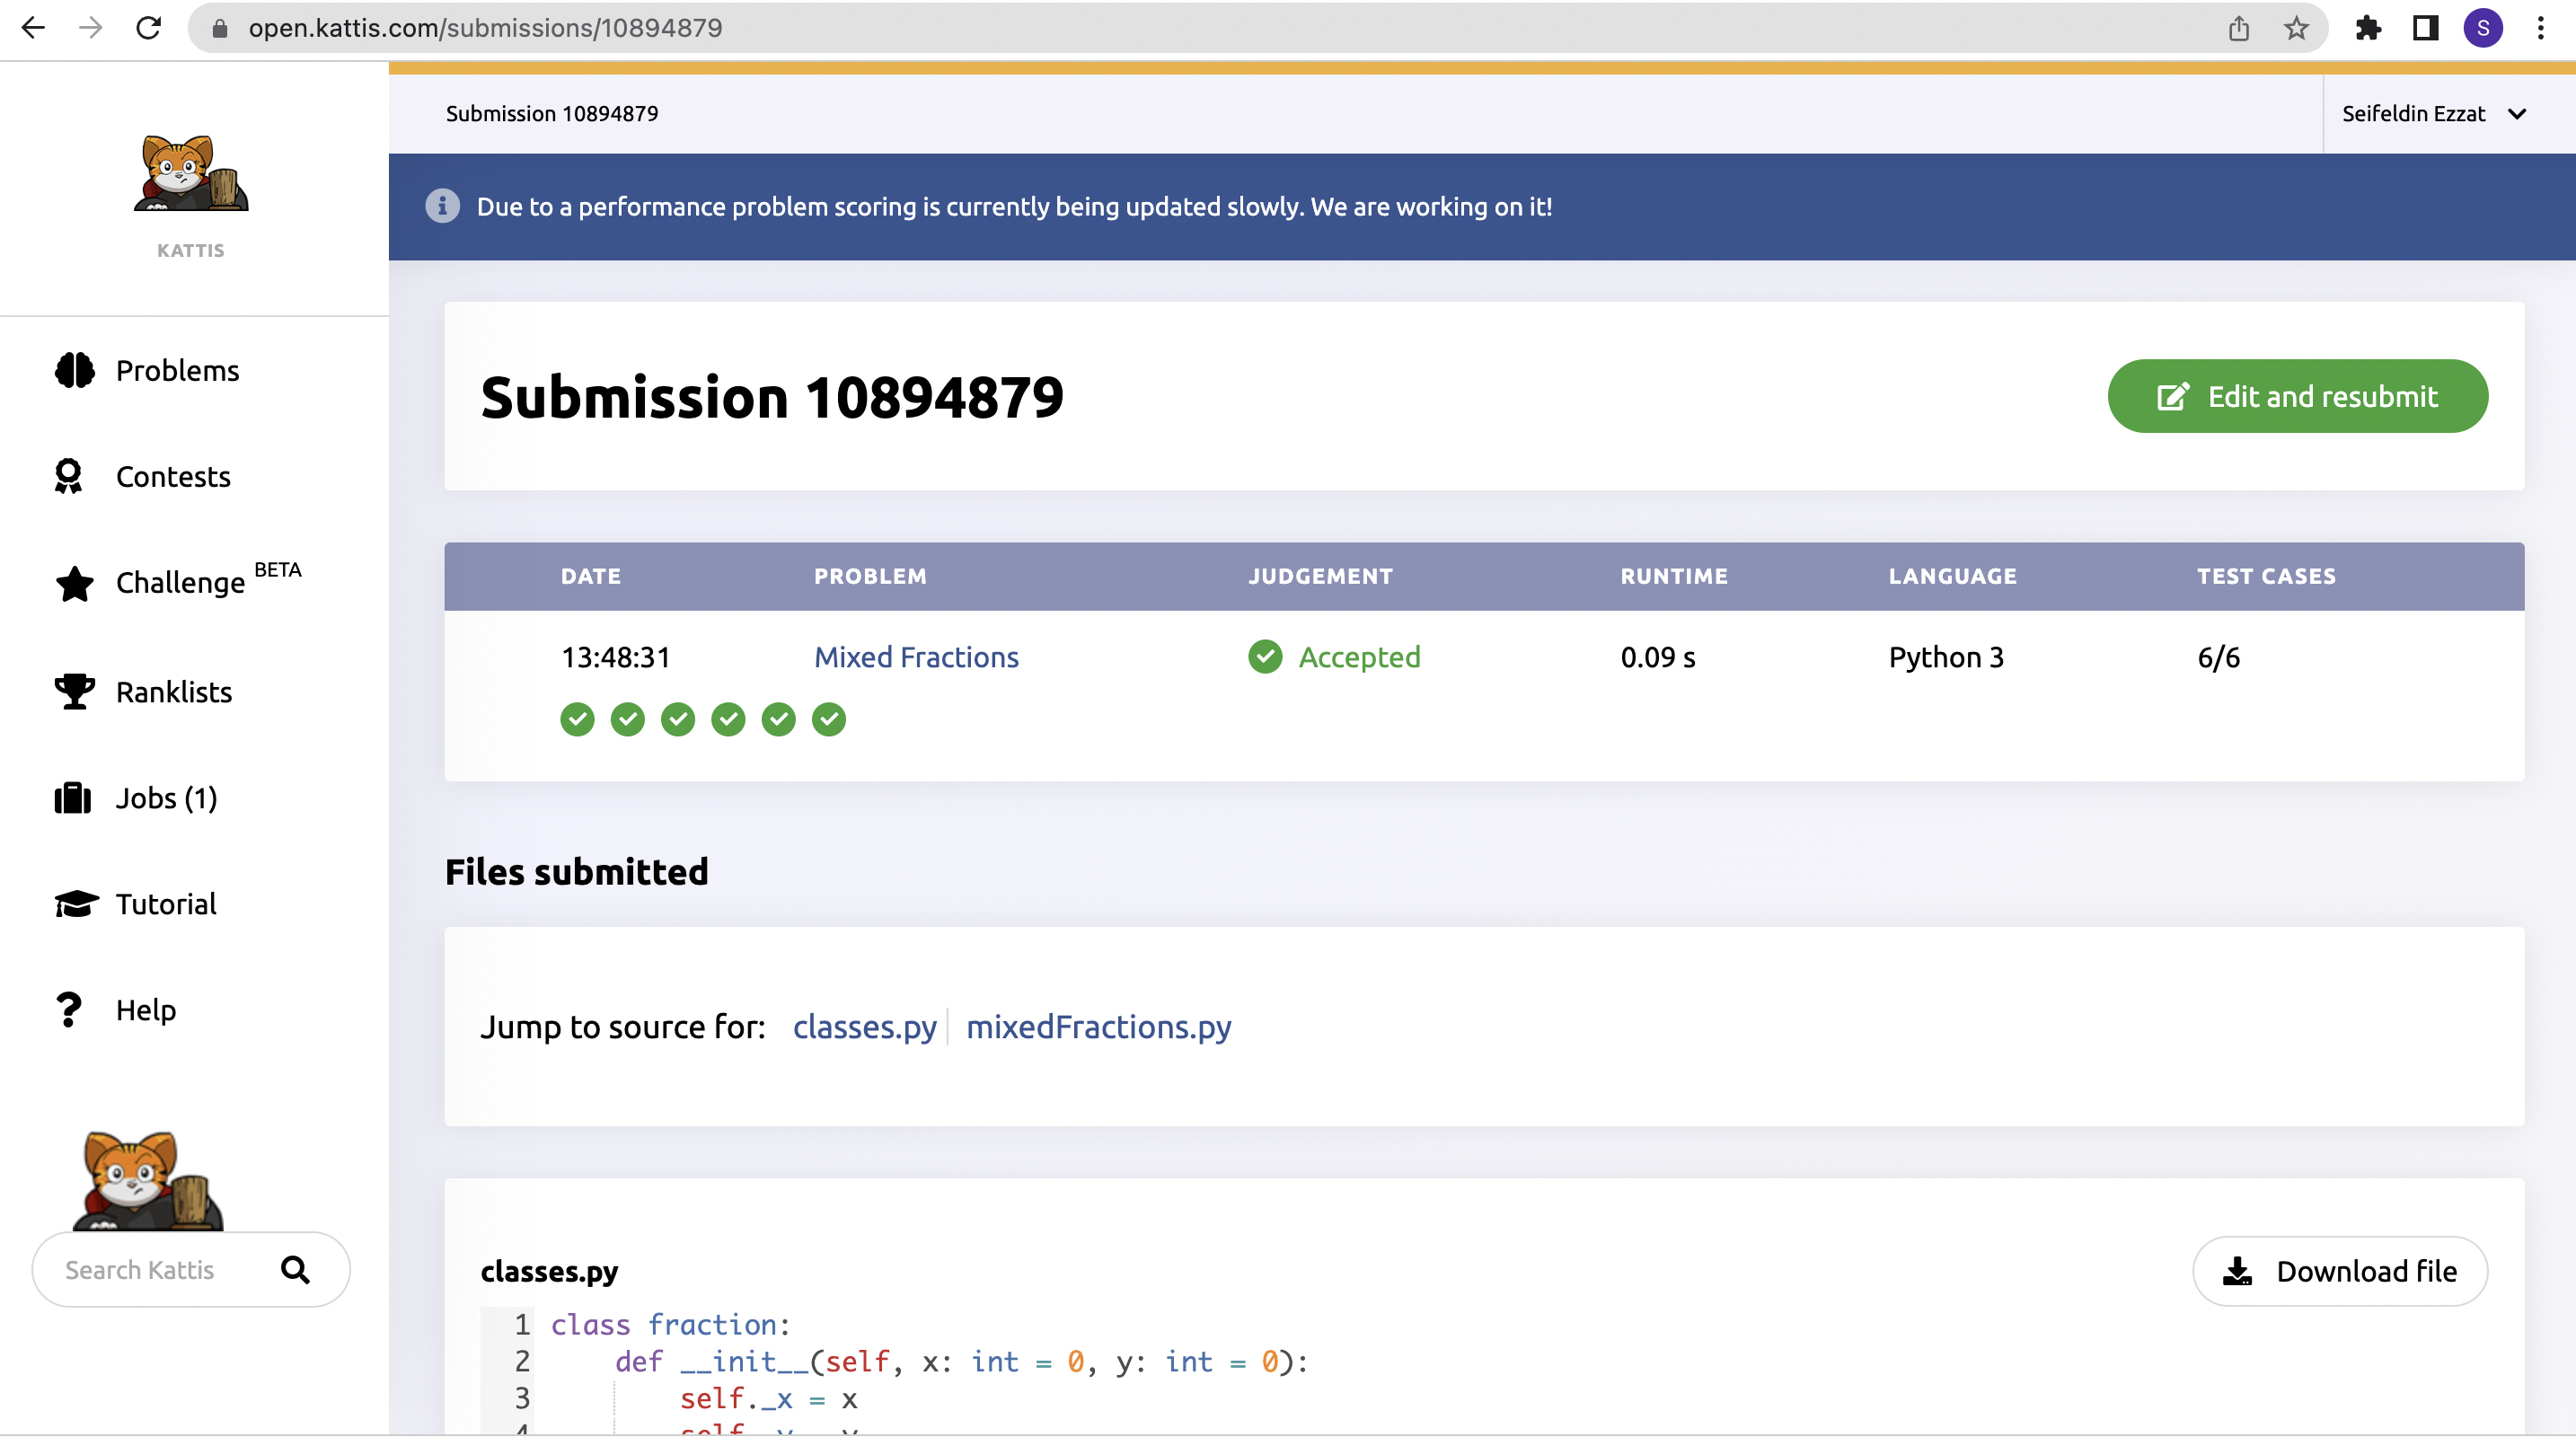 open.kattis.com/submissions/10894879
S
KATTIS
Problems
Contests
Challenge BETA
Ranklists
Jobs (1)
Tutorial
Help
Search Kattis
Submission 10894879
Seifeldin Ezzat
Due to a performance problem scoring is currently being updated slowly. We are working on it!
Submission 10894879
Edit and resubmit
DATE PROBLEM JUDGEMENT RUNTIME LANGUAGE TEST CASES
13:48:31 Mixed Fractions Accepted 0.09 s Python 3 6/6
Files submitted
Jump to source for: classes.py mixedFractions.py
classes.py
Download file
1 class fraction:
2 def __init__(self, x: int = 0, y: int = 0):
3 self._x = x